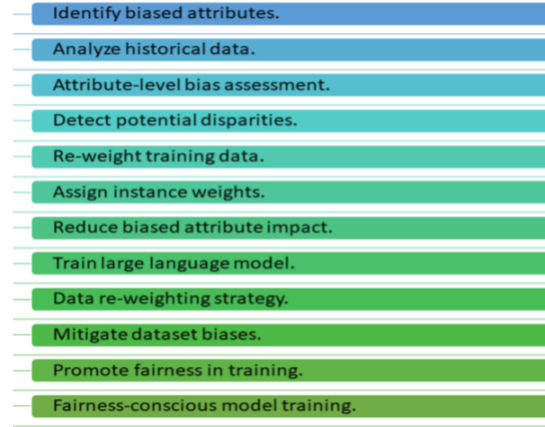 Identify biased attributes.
Analyze historical data.
Attribute-level bias assessment.
Detect potential disparities.
Re-weight training data.
Assign instance weights.
Reduce biased attribute impact.
Train large language model.
Data re-weighting strategy.
Mitigate dataset biases.
Promote fairness in training.
Fairness-conscious model training.